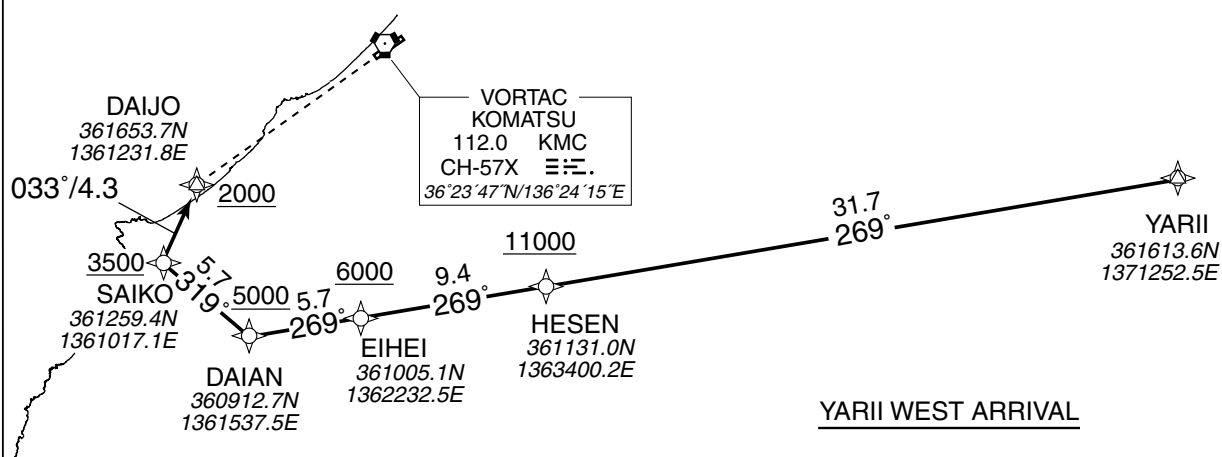 DAIJO
361653.7N
1361231.8E
033°/4.3
2000
VORTAC
KOMATSU
112.0 KMC
CH-57X
36°23´47˝N/136°24´15˝E
3500
SAIKO
361259.4N
1361017.1E
5.7
319°
5000
DAIAN
360912.7N
1361537.5E
5.7
269°
6000
EIHEI
361005.1N
1362232.5E
9.4
269°
11000
HESEN
361131.0N
1363400.2E
31.7
269°
YARII
361613.6N
1371252.5E
YARII WEST ARRIVAL